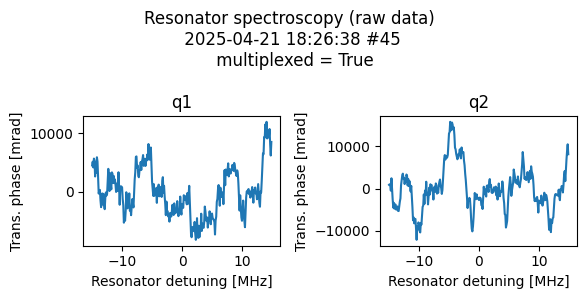 Resonator spectroscopy (raw data)
2025-04-21 18:26:38 #45
multiplexed = True
q1
q2
Trans. phase [mrad]
10000
0
−10
0
10
Resonator detuning [MHz]
Trans. phase [mrad]
10000
0
−10000
−10
0
10
Resonator detuning [MHz]